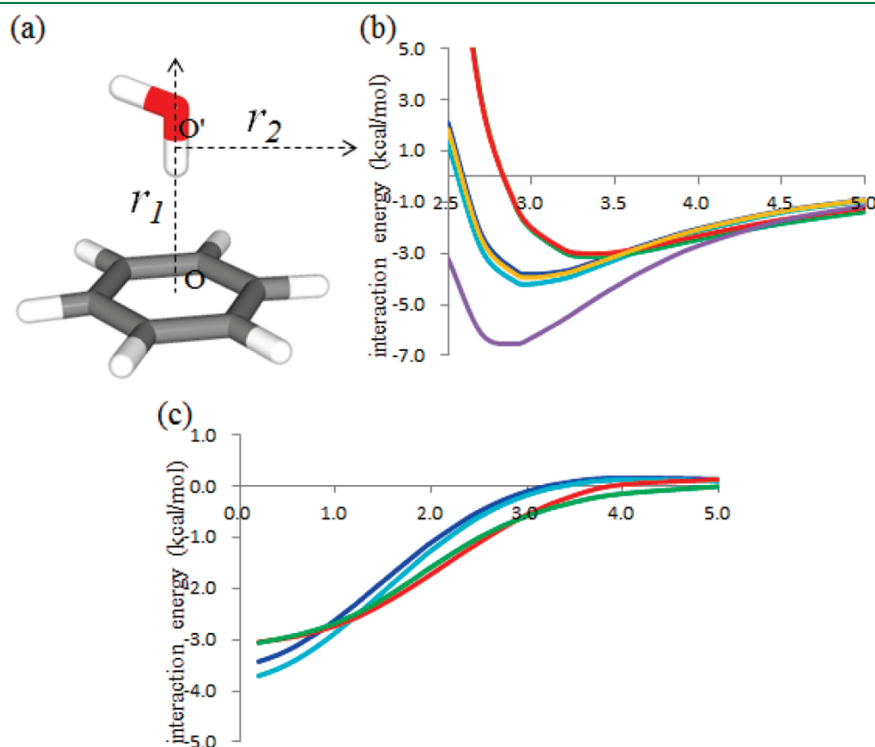 (a)
O'
r2
r1
O
(b)
interaction energy (kcal/mol)
5.0
3.0
1.0
-1.0
-3.0
-5.0
-7.0
2.5 3.0 3.5 4.0 4.5 5.0
(c)
interaction energy (kcal/mol)
1.0
0.0
-1.0
-2.0
-3.0
-4.0
-5.0
0.0 1.0 2.0 3.0 4.0 5.0